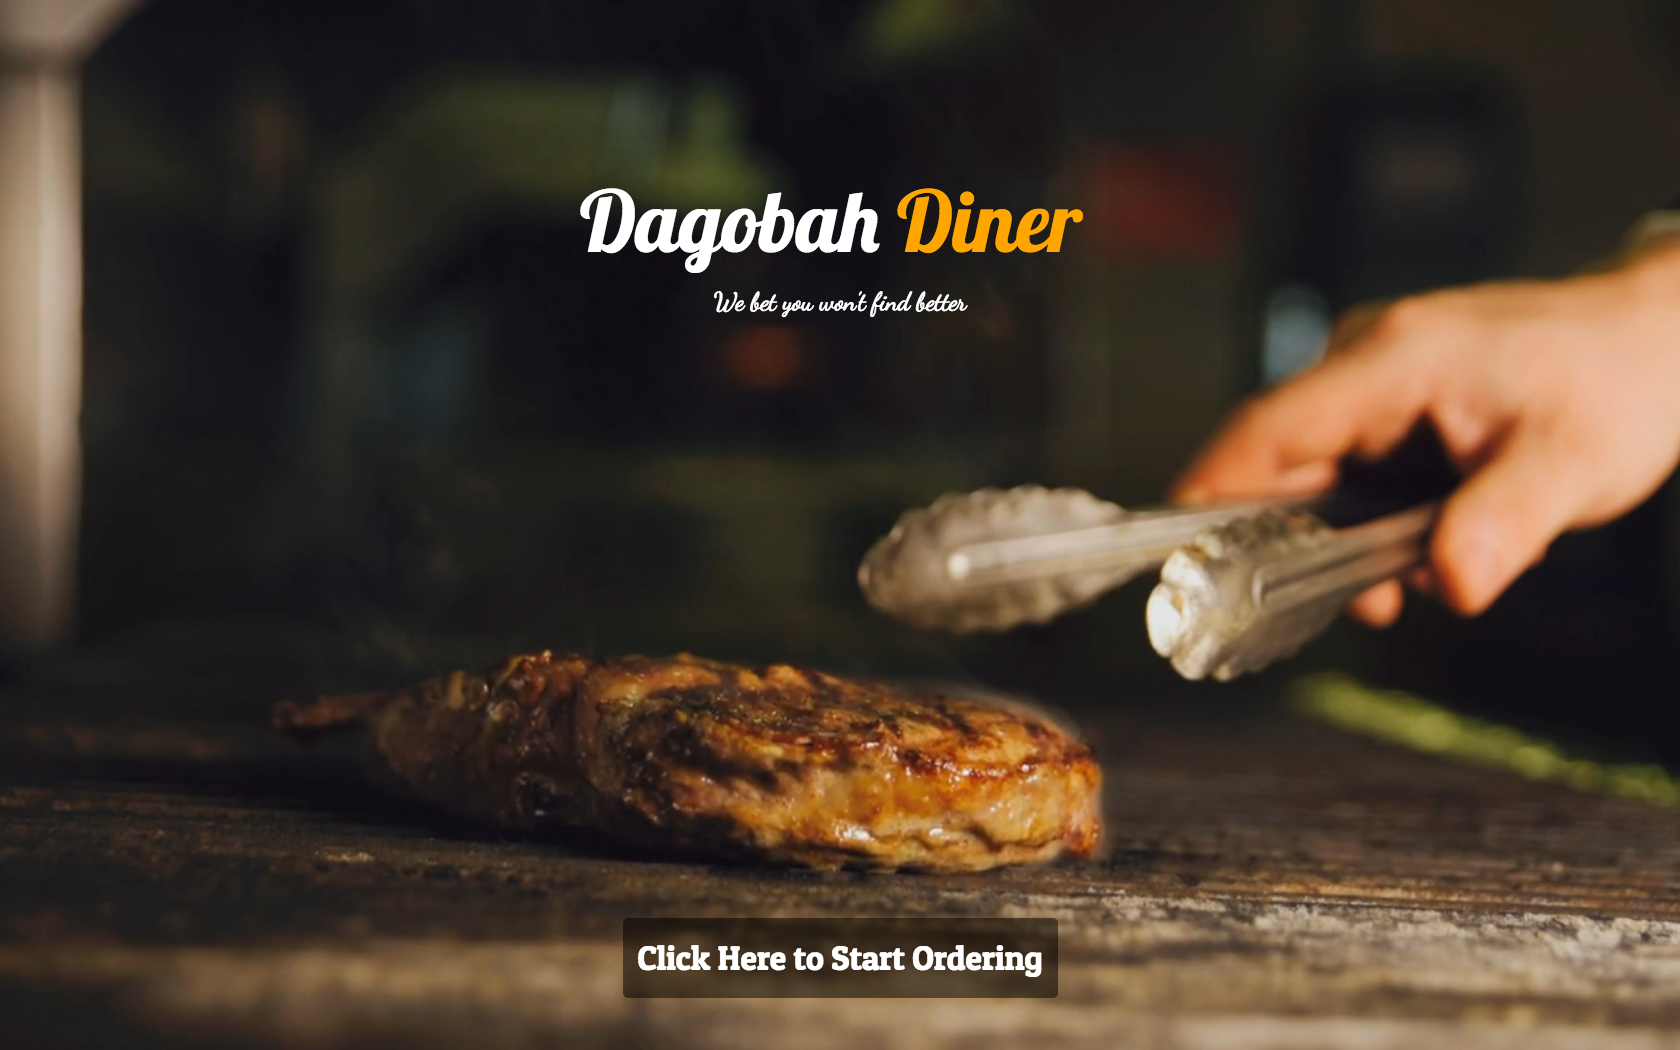 Dagobah Diner
We bet you won't find better
Click Here to Start Ordering